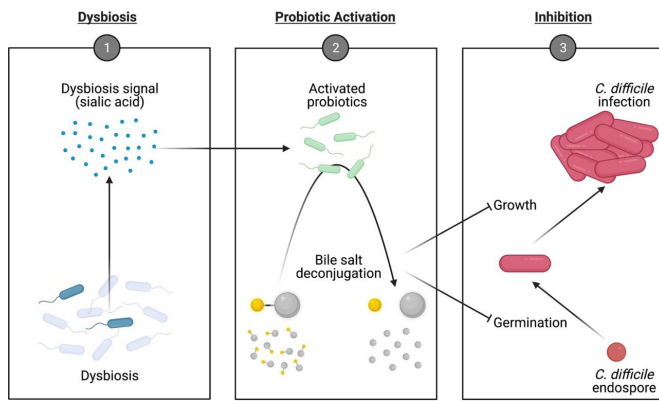 Dysbiosis
1
Dysbiosis signal
(sialic acid)
Dysbiosis
Probiotic Activation
2
Activated
probiotics
Bile salt
deconjugation
Inhibition
3
C. difficile
infection
Growth
Germination
C. difficile
endospore